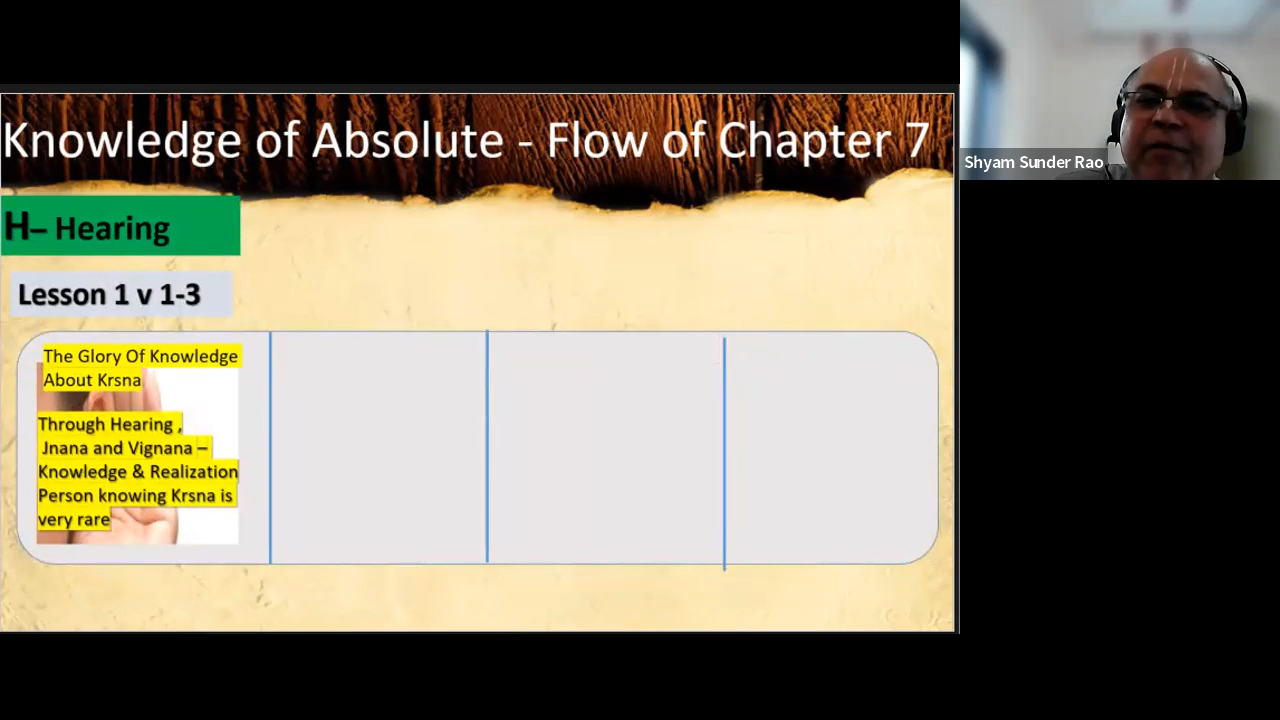 Knowledge of Absolute - Flow of Chapter 7
Shyam Sunder Rao
H– Hearing
Lesson 1 v 1-3
The Glory Of Knowledge
About Krsna
Through Hearing ,
Jnana and Vignana –
Knowledge & Realization
Person knowing Krsna is
very rare